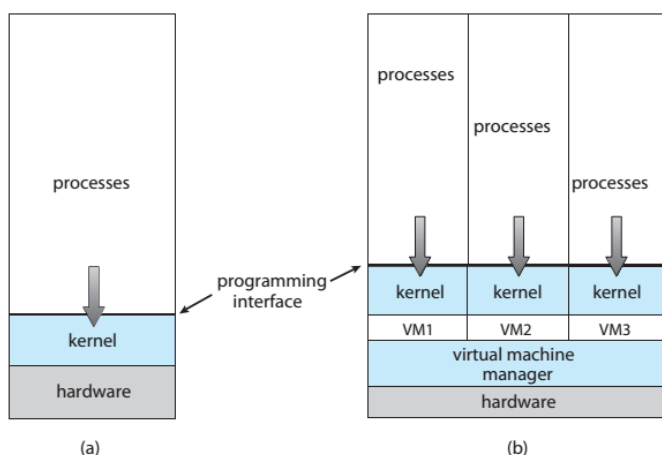 processes
kernel
hardware
(a)
programming
interface
processes
processes
processes
kernel kernel kernel
VM1 VM2 VM3
virtual machine
manager
hardware
(b)